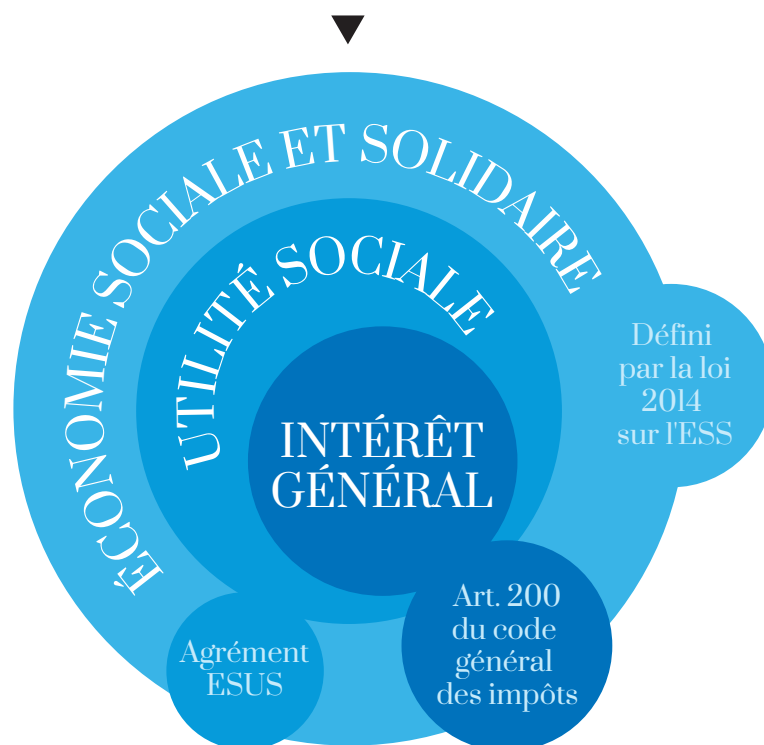 ÉCONOMIE SOCIALE ET SOLIDAIRE
UTILITÉ SOCIALE
INTÉRÊT
GÉNÉRAL
Défini
par la loi
2014
sur l'ESS
Art. 200
du code
général
des impôts
Agrément
ESUS